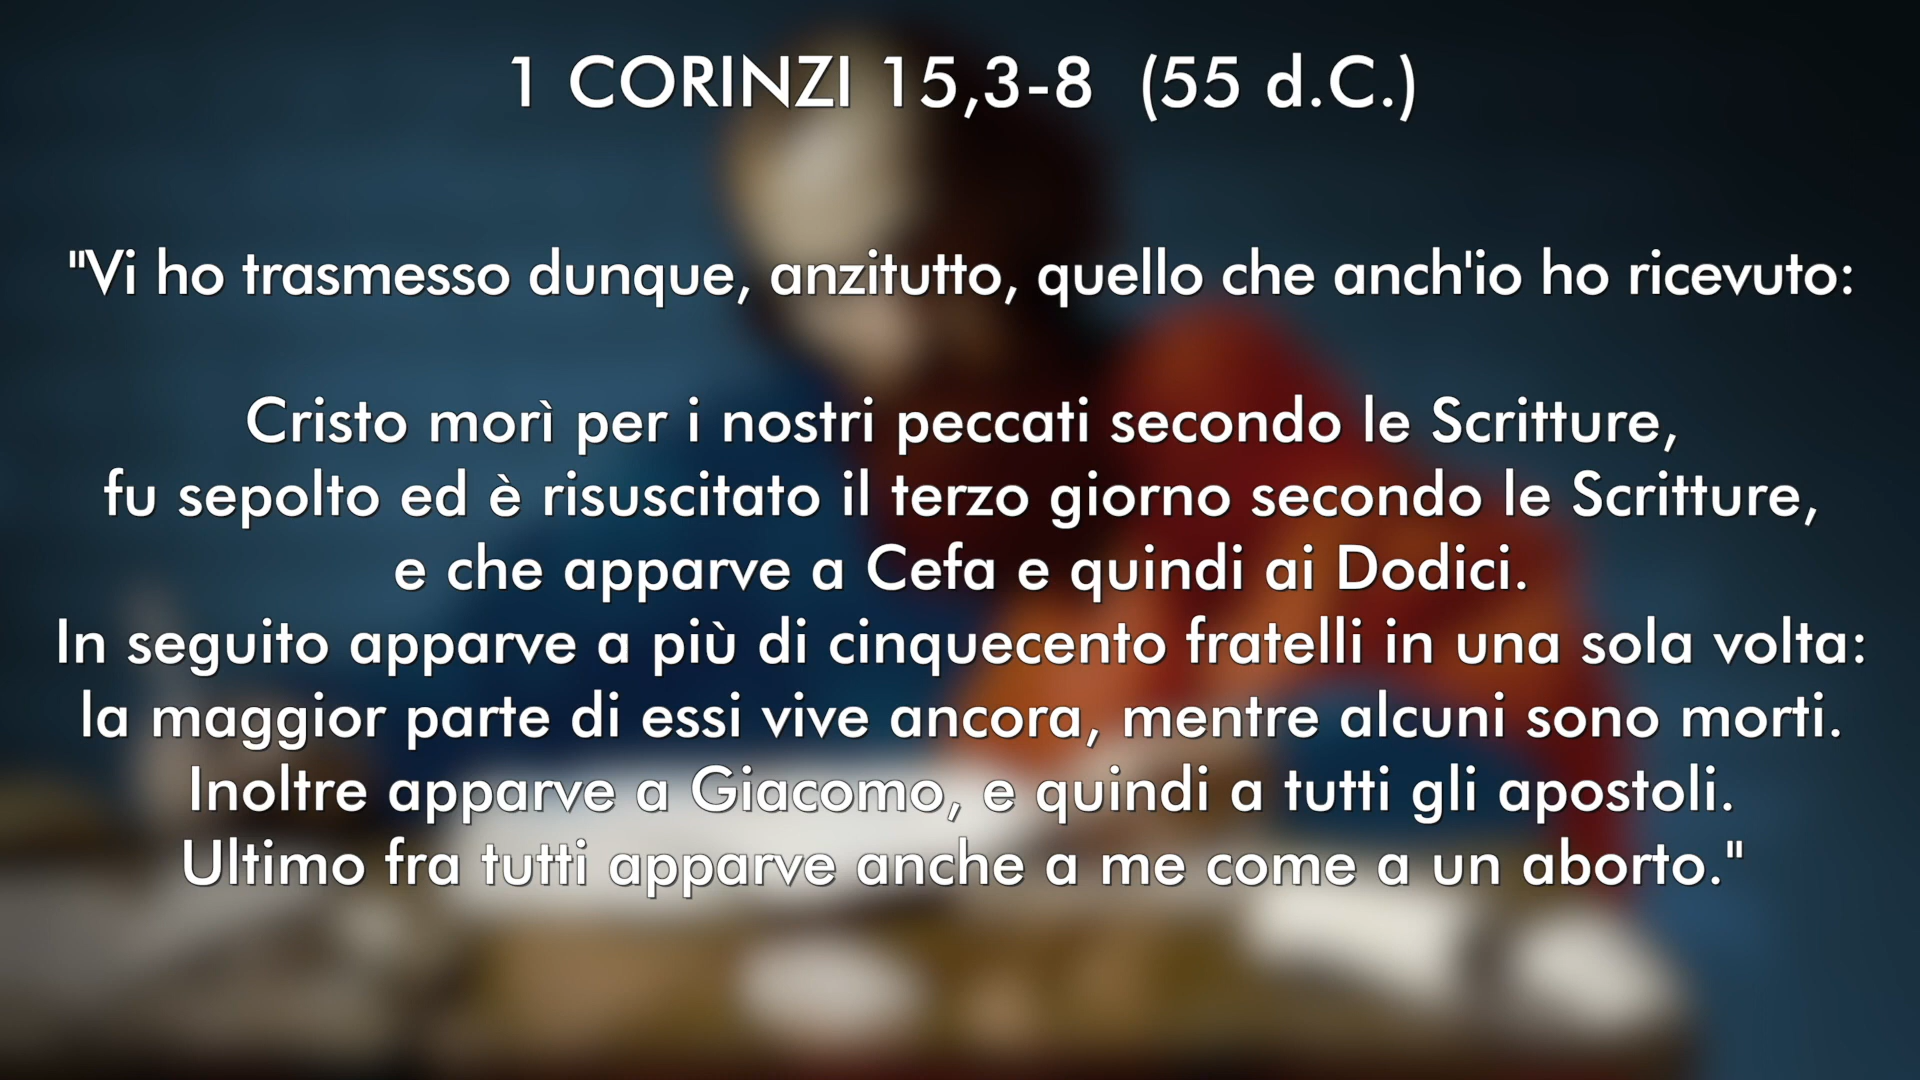 1 CORINZI 15,3-8 (55 d.C.)
"Vi ho trasmesso dunque, anzitutto, quello che anch'io ho ricevuto:
Cristo morì per i nostri peccati secondo le Scritture,
fu sepolto ed è risuscitato il terzo giorno secondo le Scritture,
e che apparve a Cefa e quindi ai Dodici.
In seguito apparve a più di cinquecento fratelli in una sola volta:
la maggior parte di essi vive ancora, mentre alcuni sono morti.
Inoltre apparve a Giacomo, e quindi a tutti gli apostoli.
Ultimo fra tutti apparve anche a me come a un aborto."